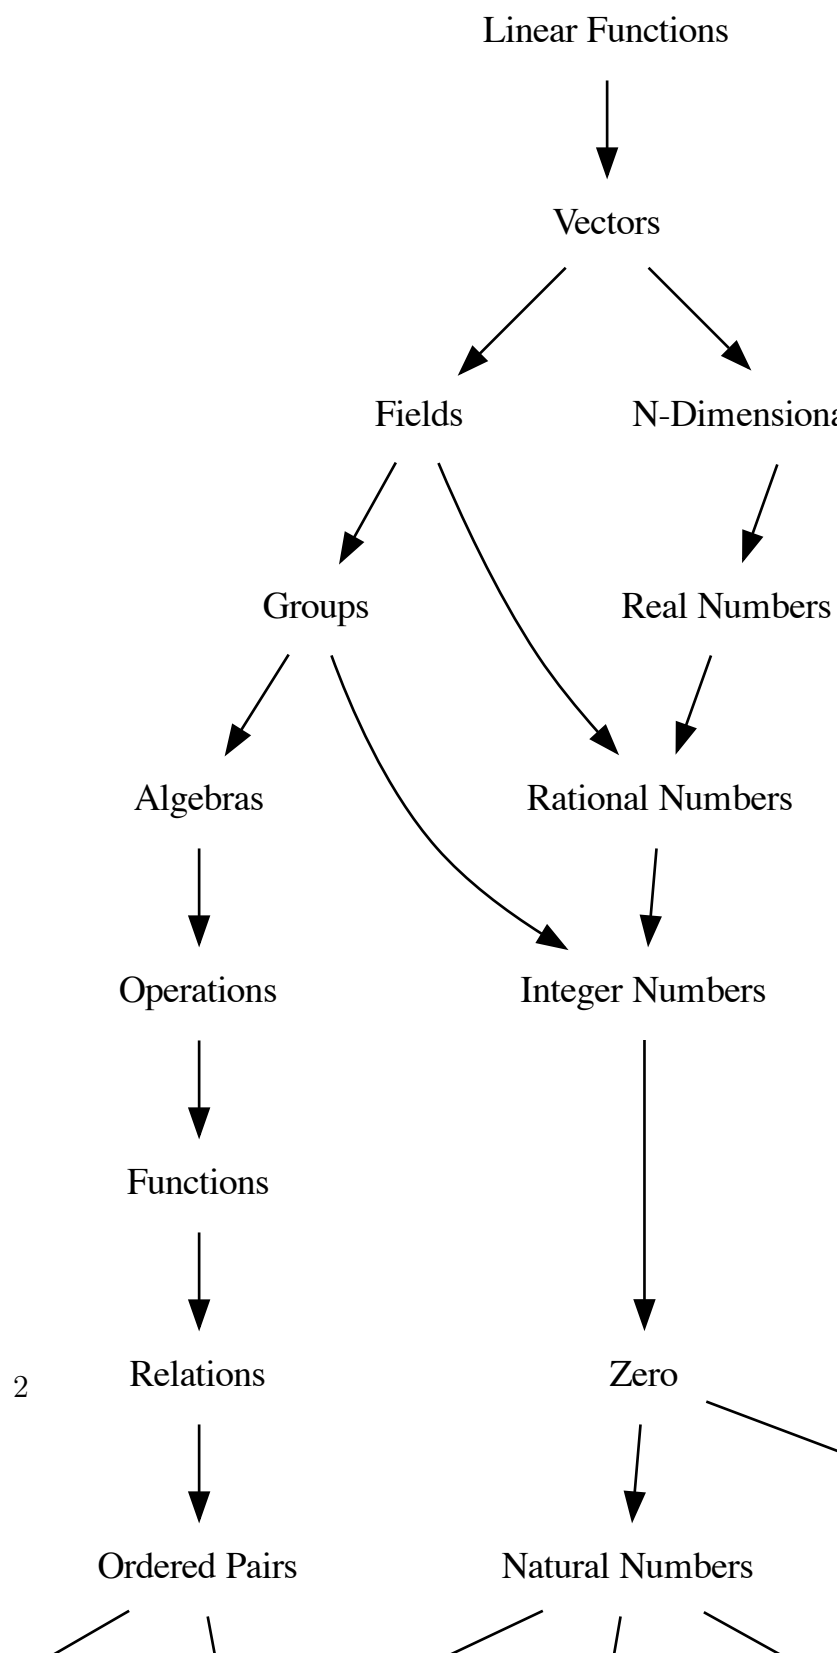 Linear Functions
Vectors
Fields
N-Dimensiona
Groups
Real Numbers
Algebras
Rational Numbers
Operations
Integer Numbers
Functions
2
Relations
Zero
Ordered Pairs
Natural Numbers